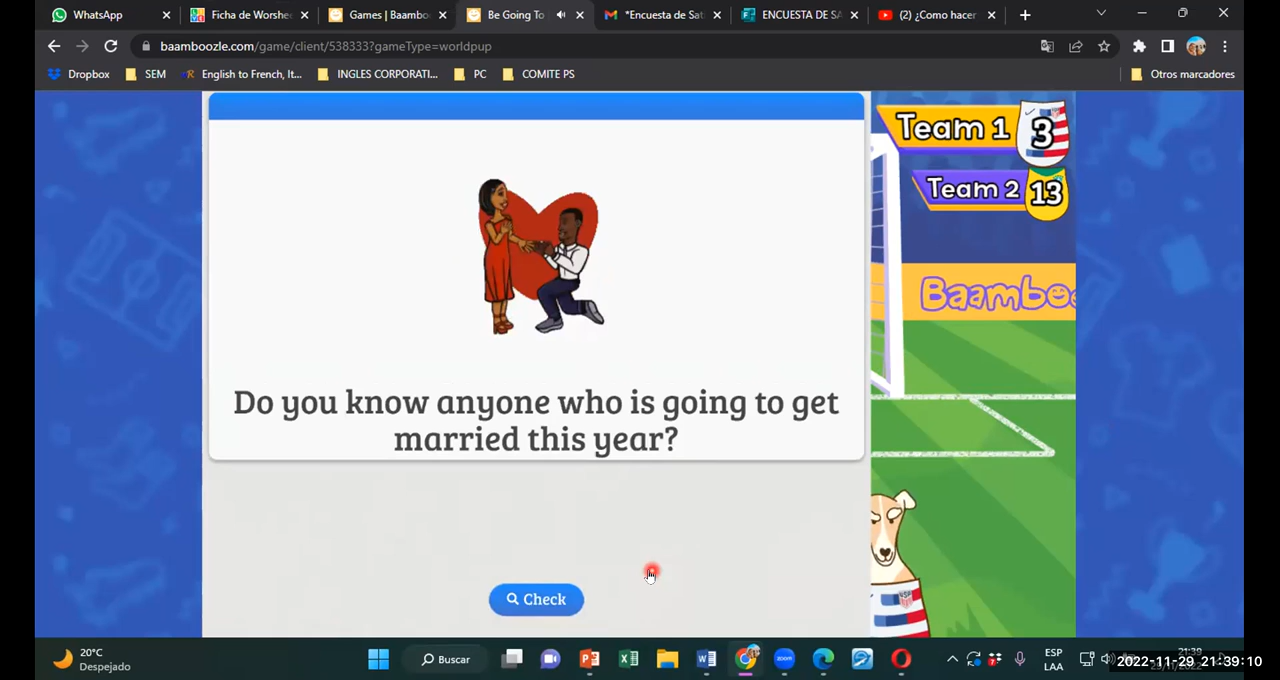 WhatsApp
Ficha de Worshee
Games | Baambo
Be Going To
*Encuesta de Sat
ENCUESTA DE SA
(2) ¿Como hacer
baamboozle.com/game/client/538333?gameType=worldpup
Dropbox
SEM
English to French, It...
INGLES CORPORATI...
PC
COMITE PS
Otros marcadores
Team 1 3
Team 2 13
Baamboo
Do you know anyone who is going to get
married this year?
Check
20°C
Despejado
Buscar
ESP
LAA
2022-11-29 21:39:10